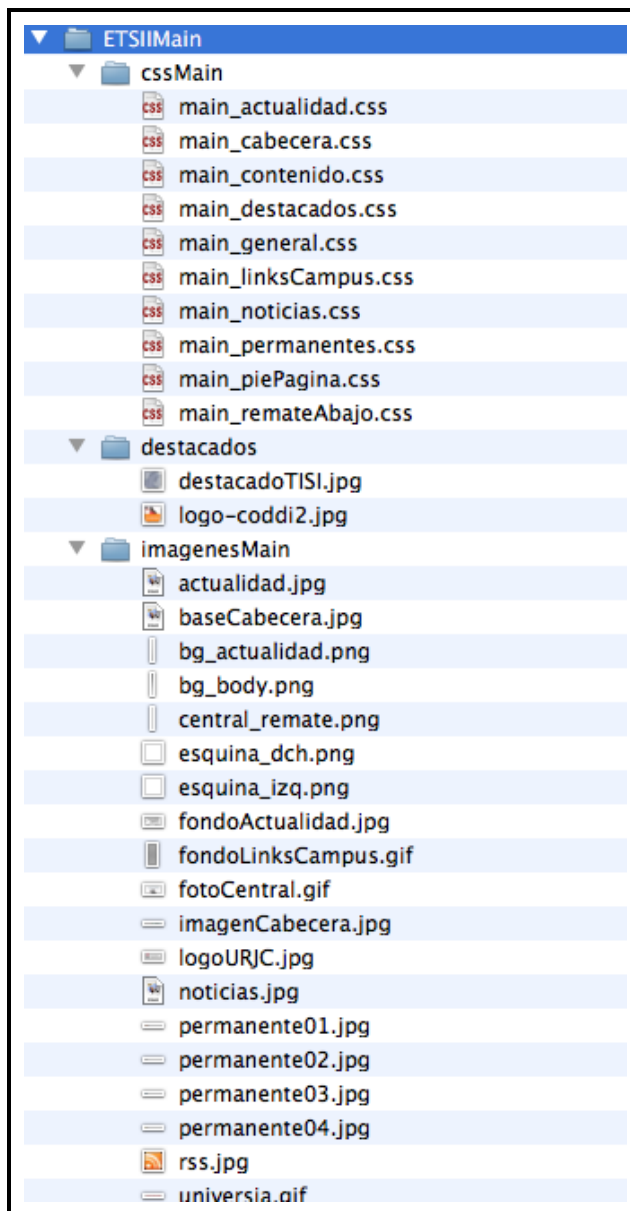 ETSIIMain
cssMain
main_actualidad.css
main_cabecera.css
main_contenido.css
main_destacados.css
main_general.css
main_linksCampus.css
main_noticias.css
main_permanentes.css
main_piePagina.css
main_remateAbajo.css
destacados
destacadoTISI.jpg
logo-coddi2.jpg
imagenesMain
actualidad.jpg
baseCabecera.jpg
bg_actualidad.png
bg_body.png
central_remate.png
esquina_dch.png
esquina_izq.png
fondoActualidad.jpg
fondoLinksCampus.gif
fotoCentral.gif
imagenCabecera.jpg
logoURJC.jpg
noticias.jpg
permanente01.jpg
permanente02.jpg
permanente03.jpg
permanente04.jpg
rss.jpg
universia.gif